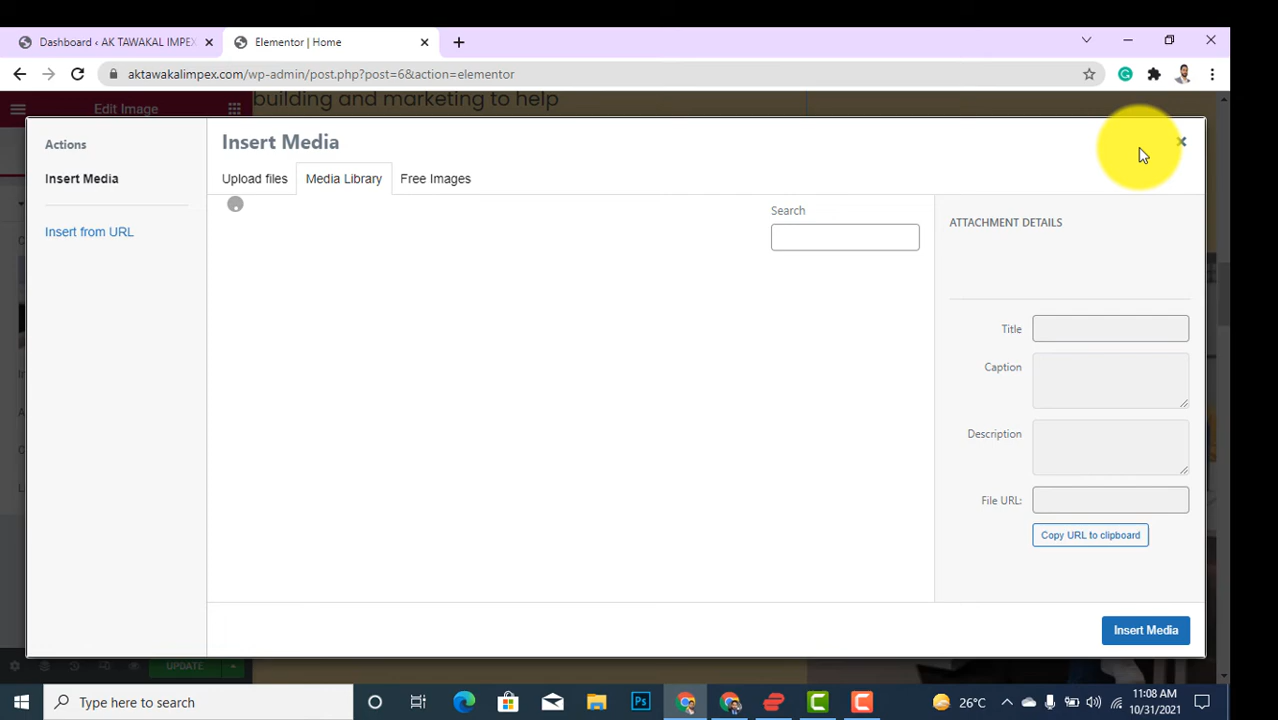 Dashboard ‹ AK TAWAKAL IMPEX
Elementor | Home
aktawakalimpex.com/wp-admin/post.php?post=6&action=elementor
Edit Image
building and marketing to help
Actions
Insert Media
Insert from URL
Insert Media
Upload files
Media Library
Free Images
Search
ATTACHMENT DETAILS
Title
Caption
Description
File URL:
Copy URL to clipboard
Insert Media
UPDATE
Type here to search
Ps
26°C
11:08 AM
10/31/2021